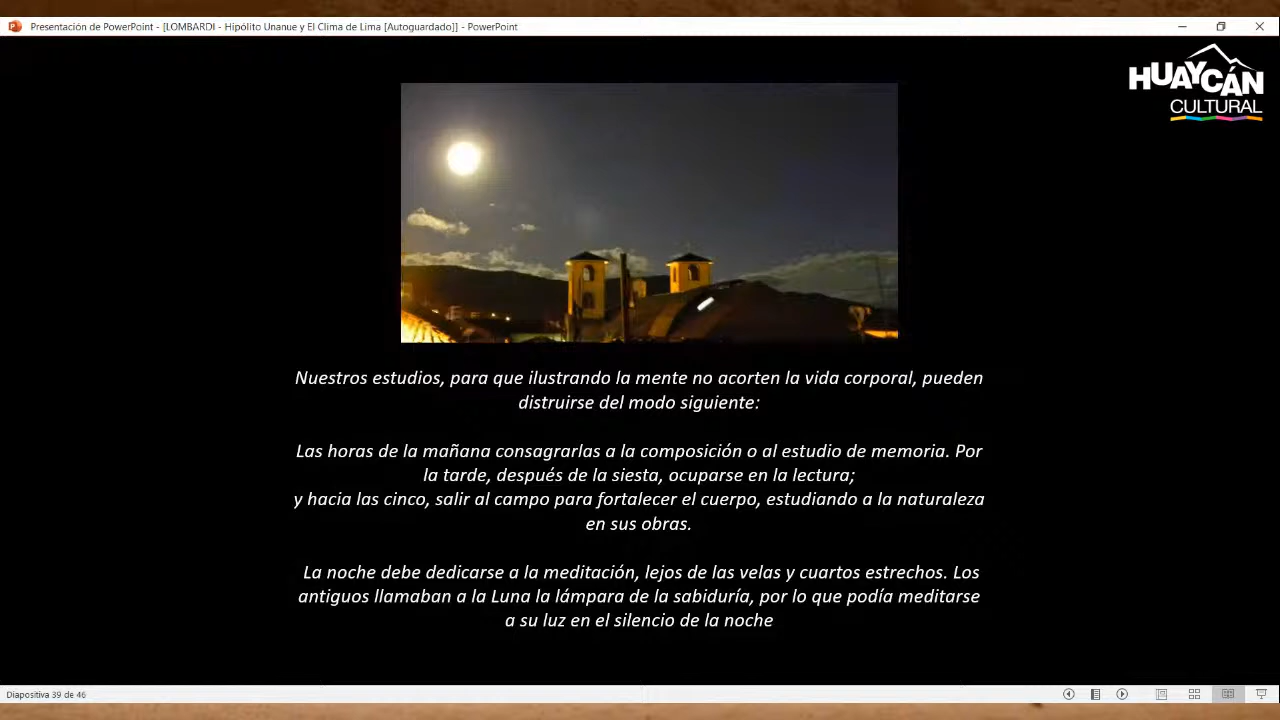 Presentación de PowerPoint - [LOMBARDI - Hipólito Unanue y El Clima de Lima [Autoguardado]] - PowerPoint
HUAYCÁN
CULTURAL
Nuestros estudios, para que ilustrando la mente no acorten la vida corporal, pueden
distruirse del modo siguiente:
Las horas de la mañana consagrarlas a la composición o al estudio de memoria. Por
la tarde, después de la siesta, ocuparse en la lectura;
y hacia las cinco, salir al campo para fortalecer el cuerpo, estudiando a la naturaleza
en sus obras.
La noche debe dedicarse a la meditación, lejos de las velas y cuartos estrechos. Los
antiguos llamaban a la Luna la lámpara de la sabiduría, por lo que podía meditarse
a su luz en el silencio de la noche
Diapositiva 39 de 46